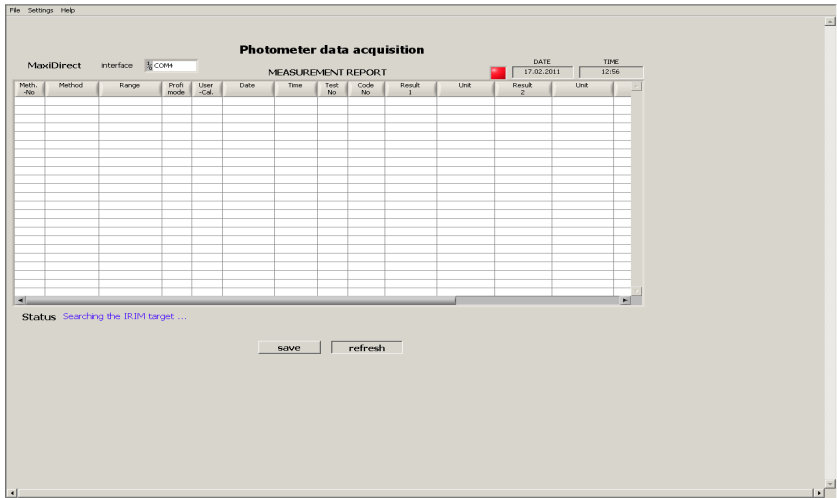 File Settings Help
Photometer data acquisition
MaxiDirect interface COM4
MEASUREMENT REPORT
DATE TIME
17.02.2011 12:56
Meth. -No Method Range Profi mode User -Cal. Date Time Test No Code No Result 1 Unit Result 2 Unit
Status Searching the IRIM target ...
save refresh